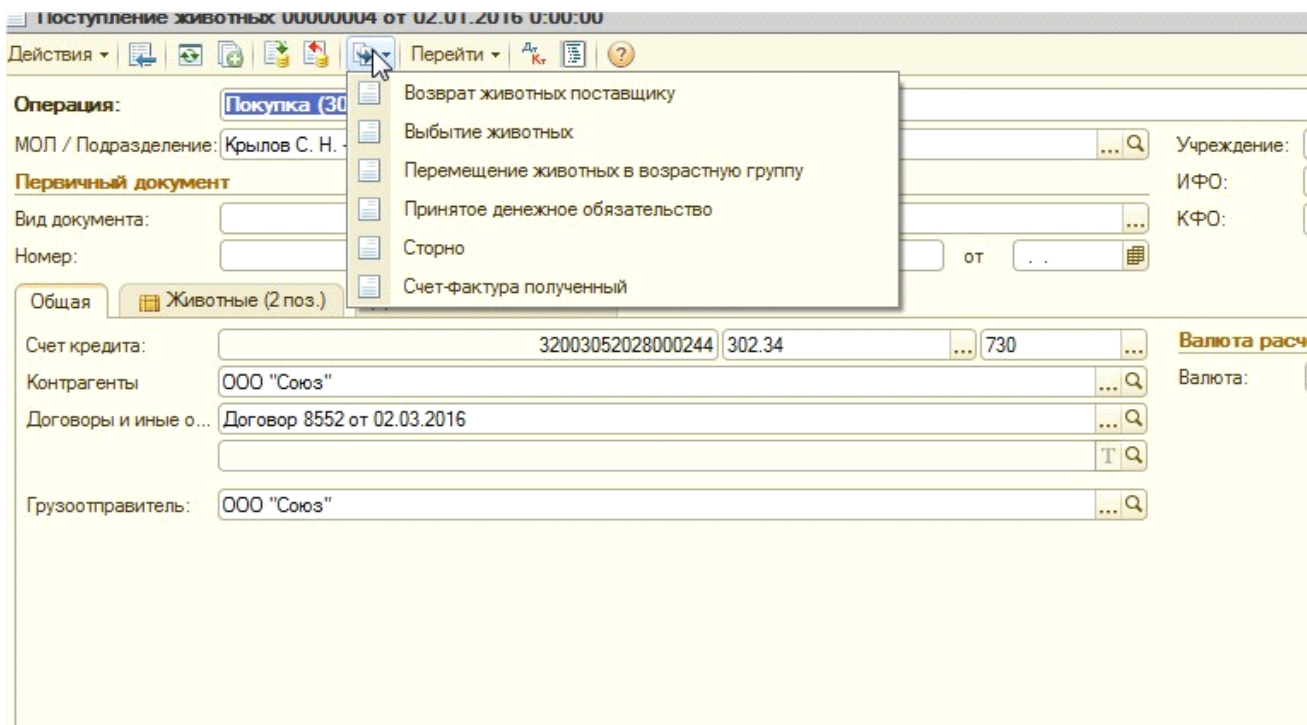 Поступление животных 00000004 от 02.01.2016 0:00:00
Действия Перейти Дт Кт ?
Операция: Покупка (30
Возврат животных поставщику
Выбытие животных
Перемещение животных в возрастную группу
Принятое денежное обязательство
Сторно
Счет-фактура полученный
МОЛ / Подразделение: Крылов С. Н. - ... Учреждение:
Первичный документ ИФО:
Вид документа: ... КФО:
Номер: от . .
Общая Животные (2 поз.)
Счет кредита: 32003052028000244 302.34 ... 730 ... Валюта расч
Контрагенты ООО "Союз" ... Валюта:
Договоры и иные о... Договор 8552 от 02.03.2016 ...
T
Грузоотправитель: ООО "Союз" ...